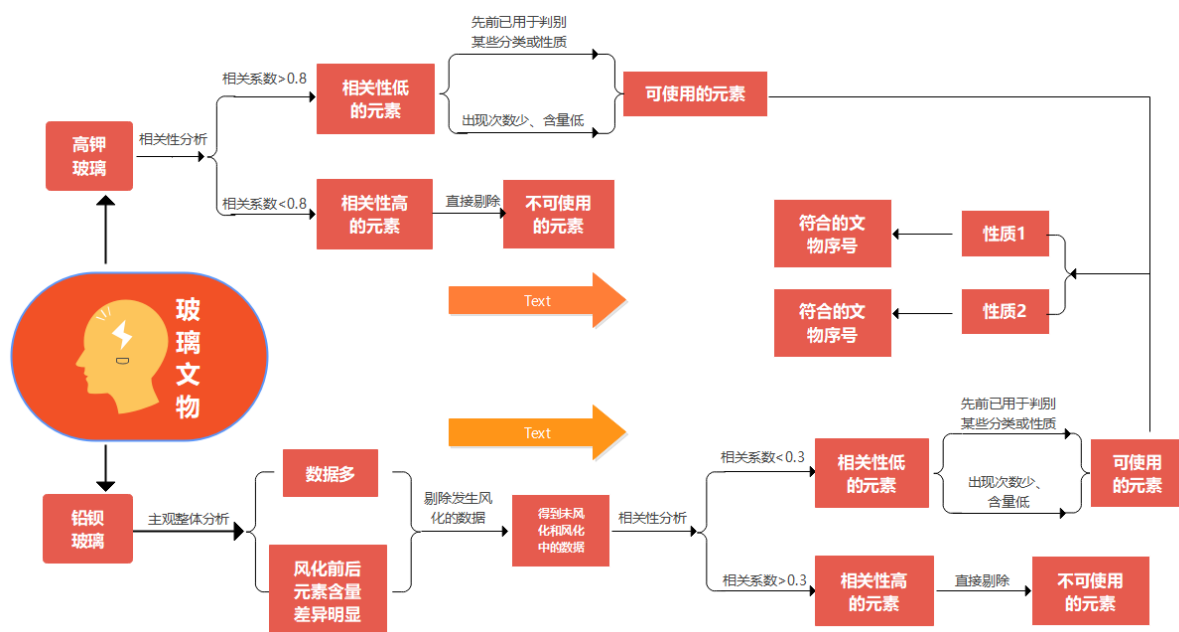 先前已用于判别
某些分类或性质
相关系数>0.8
相关性低
的元素
可使用的元素
出现次数少、含量低
高钾
玻璃
相关性分析
相关系数<0.8
相关性高
的元素
直接剔除
不可使用
的元素
符合的文
物序号
性质1
符合的文
物序号
性质2
Text
玻璃文物
Text
先前已用于判别
某些分类或性质
相关系数<0.3
相关性低
的元素
可使用
的元素
出现次数少、
含量低
数据多
剔除发生风
化的数据
铅钡
玻璃
主观整体分析
得到未风
化和风化
中的数据
相关性分析
风化前后
元素含量
差异明显
相关系数>0.3
相关性高
的元素
直接剔除
不可使用
的元素